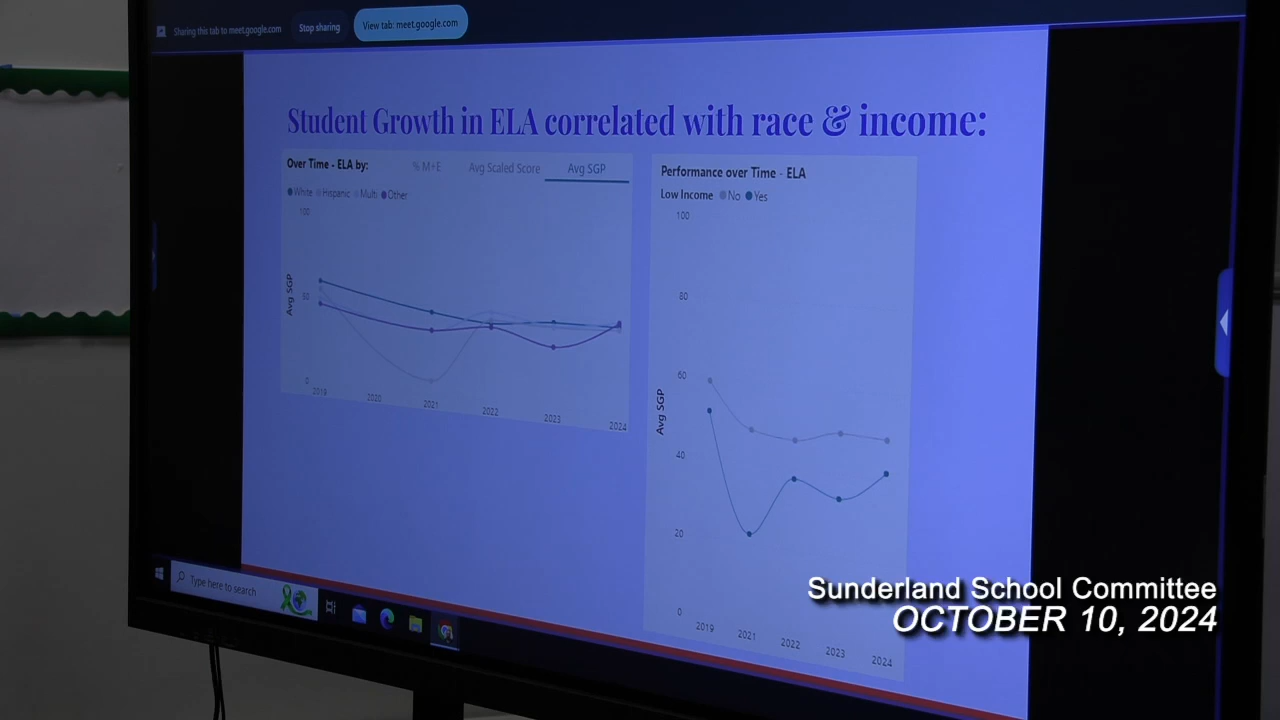 Sharing this tab to meet.google.com Stop sharing View tab: meet.google.com
Student Growth in ELA correlated with race & income:
Over Time - ELA by: % M+E Avg Scaled Score Avg SGP
White Hispanic Multi Other
100
50
0
Avg SGP
2019 2020 2021 2022 2023 2024
Performance over Time - ELA
Low Income No Yes
100
80
60
40
20
0
Avg SGP
2019 2021 2022 2023 2024
Type here to search
Sunderland School Committee
OCTOBER 10, 2024